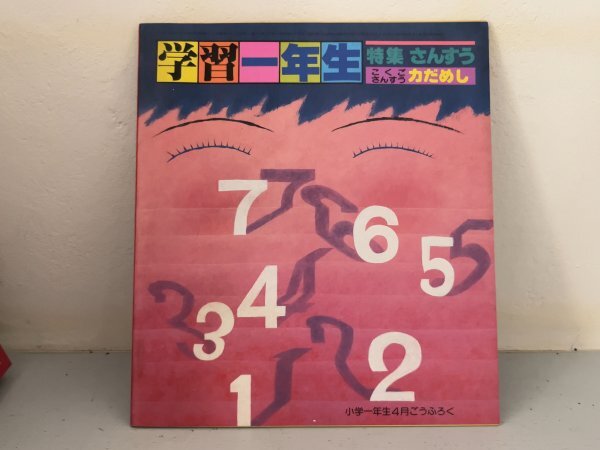 学習一年生
特集 さんすう
こくご
さんすう
力だめし
7
6
5
4
3
2
1
小学一年生4月ごうふろく